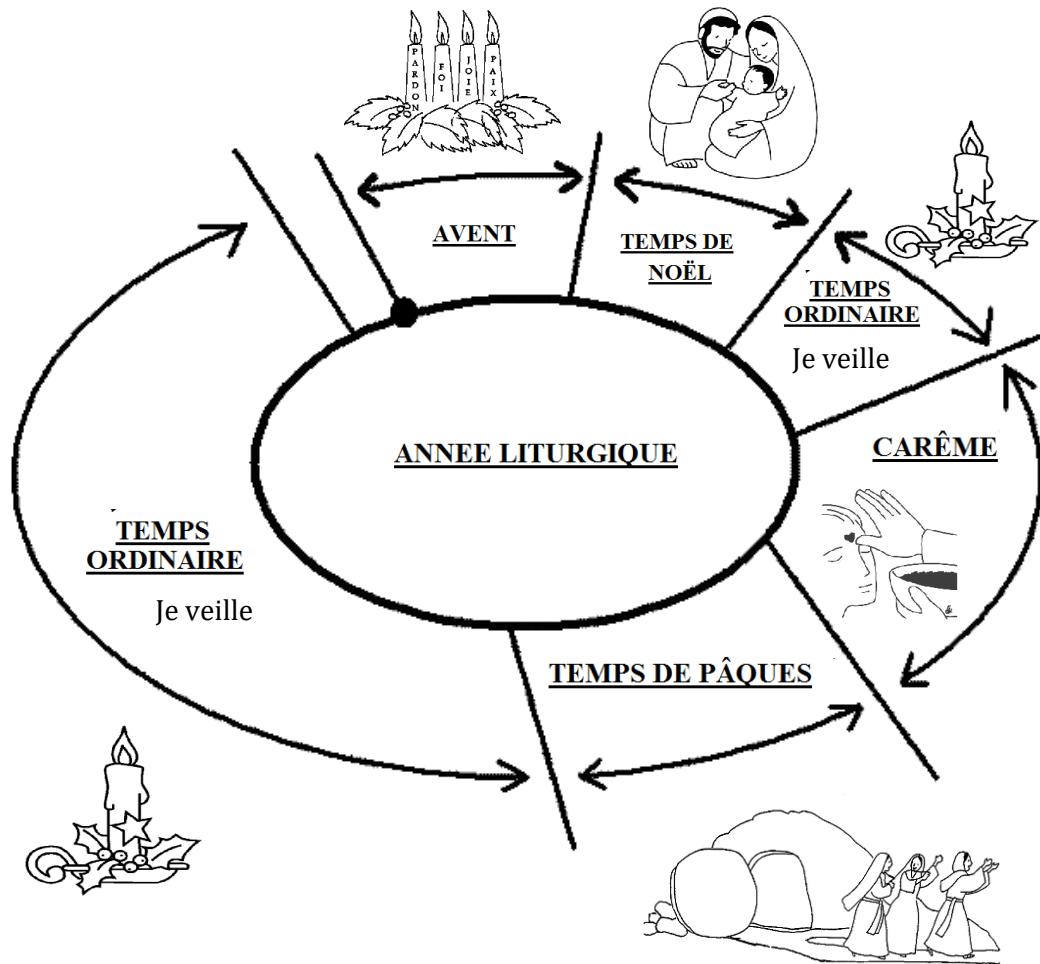 PARDON
FOI
JOIE
PAIX
AVENT
TEMPS DE
NOËL
TEMPS
ORDINAIRE
Je veille
ANNEE LITURGIQUE
CARÊME
TEMPS
ORDINAIRE
Je veille
TEMPS DE PÂQUES